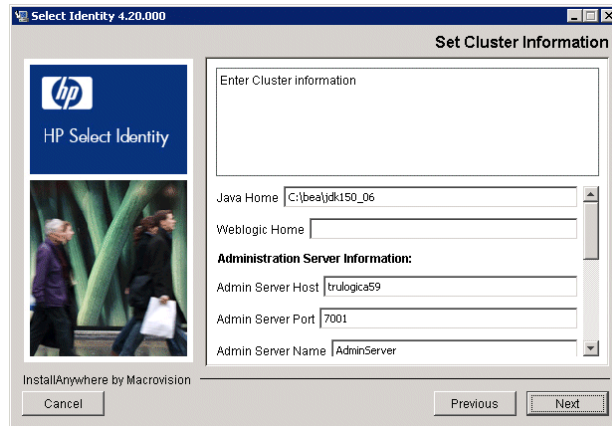 Select Identity 4.20.000
Set Cluster Information
hp
HP Select Identity
Enter Cluster information
Java Home C:\bea\jdk150_06
Weblogic Home
Administration Server Information:
Admin Server Host trulogica59
Admin Server Port 7001
Admin Server Name AdminServer
InstallAnywhere by Macrovision
Cancel Previous Next